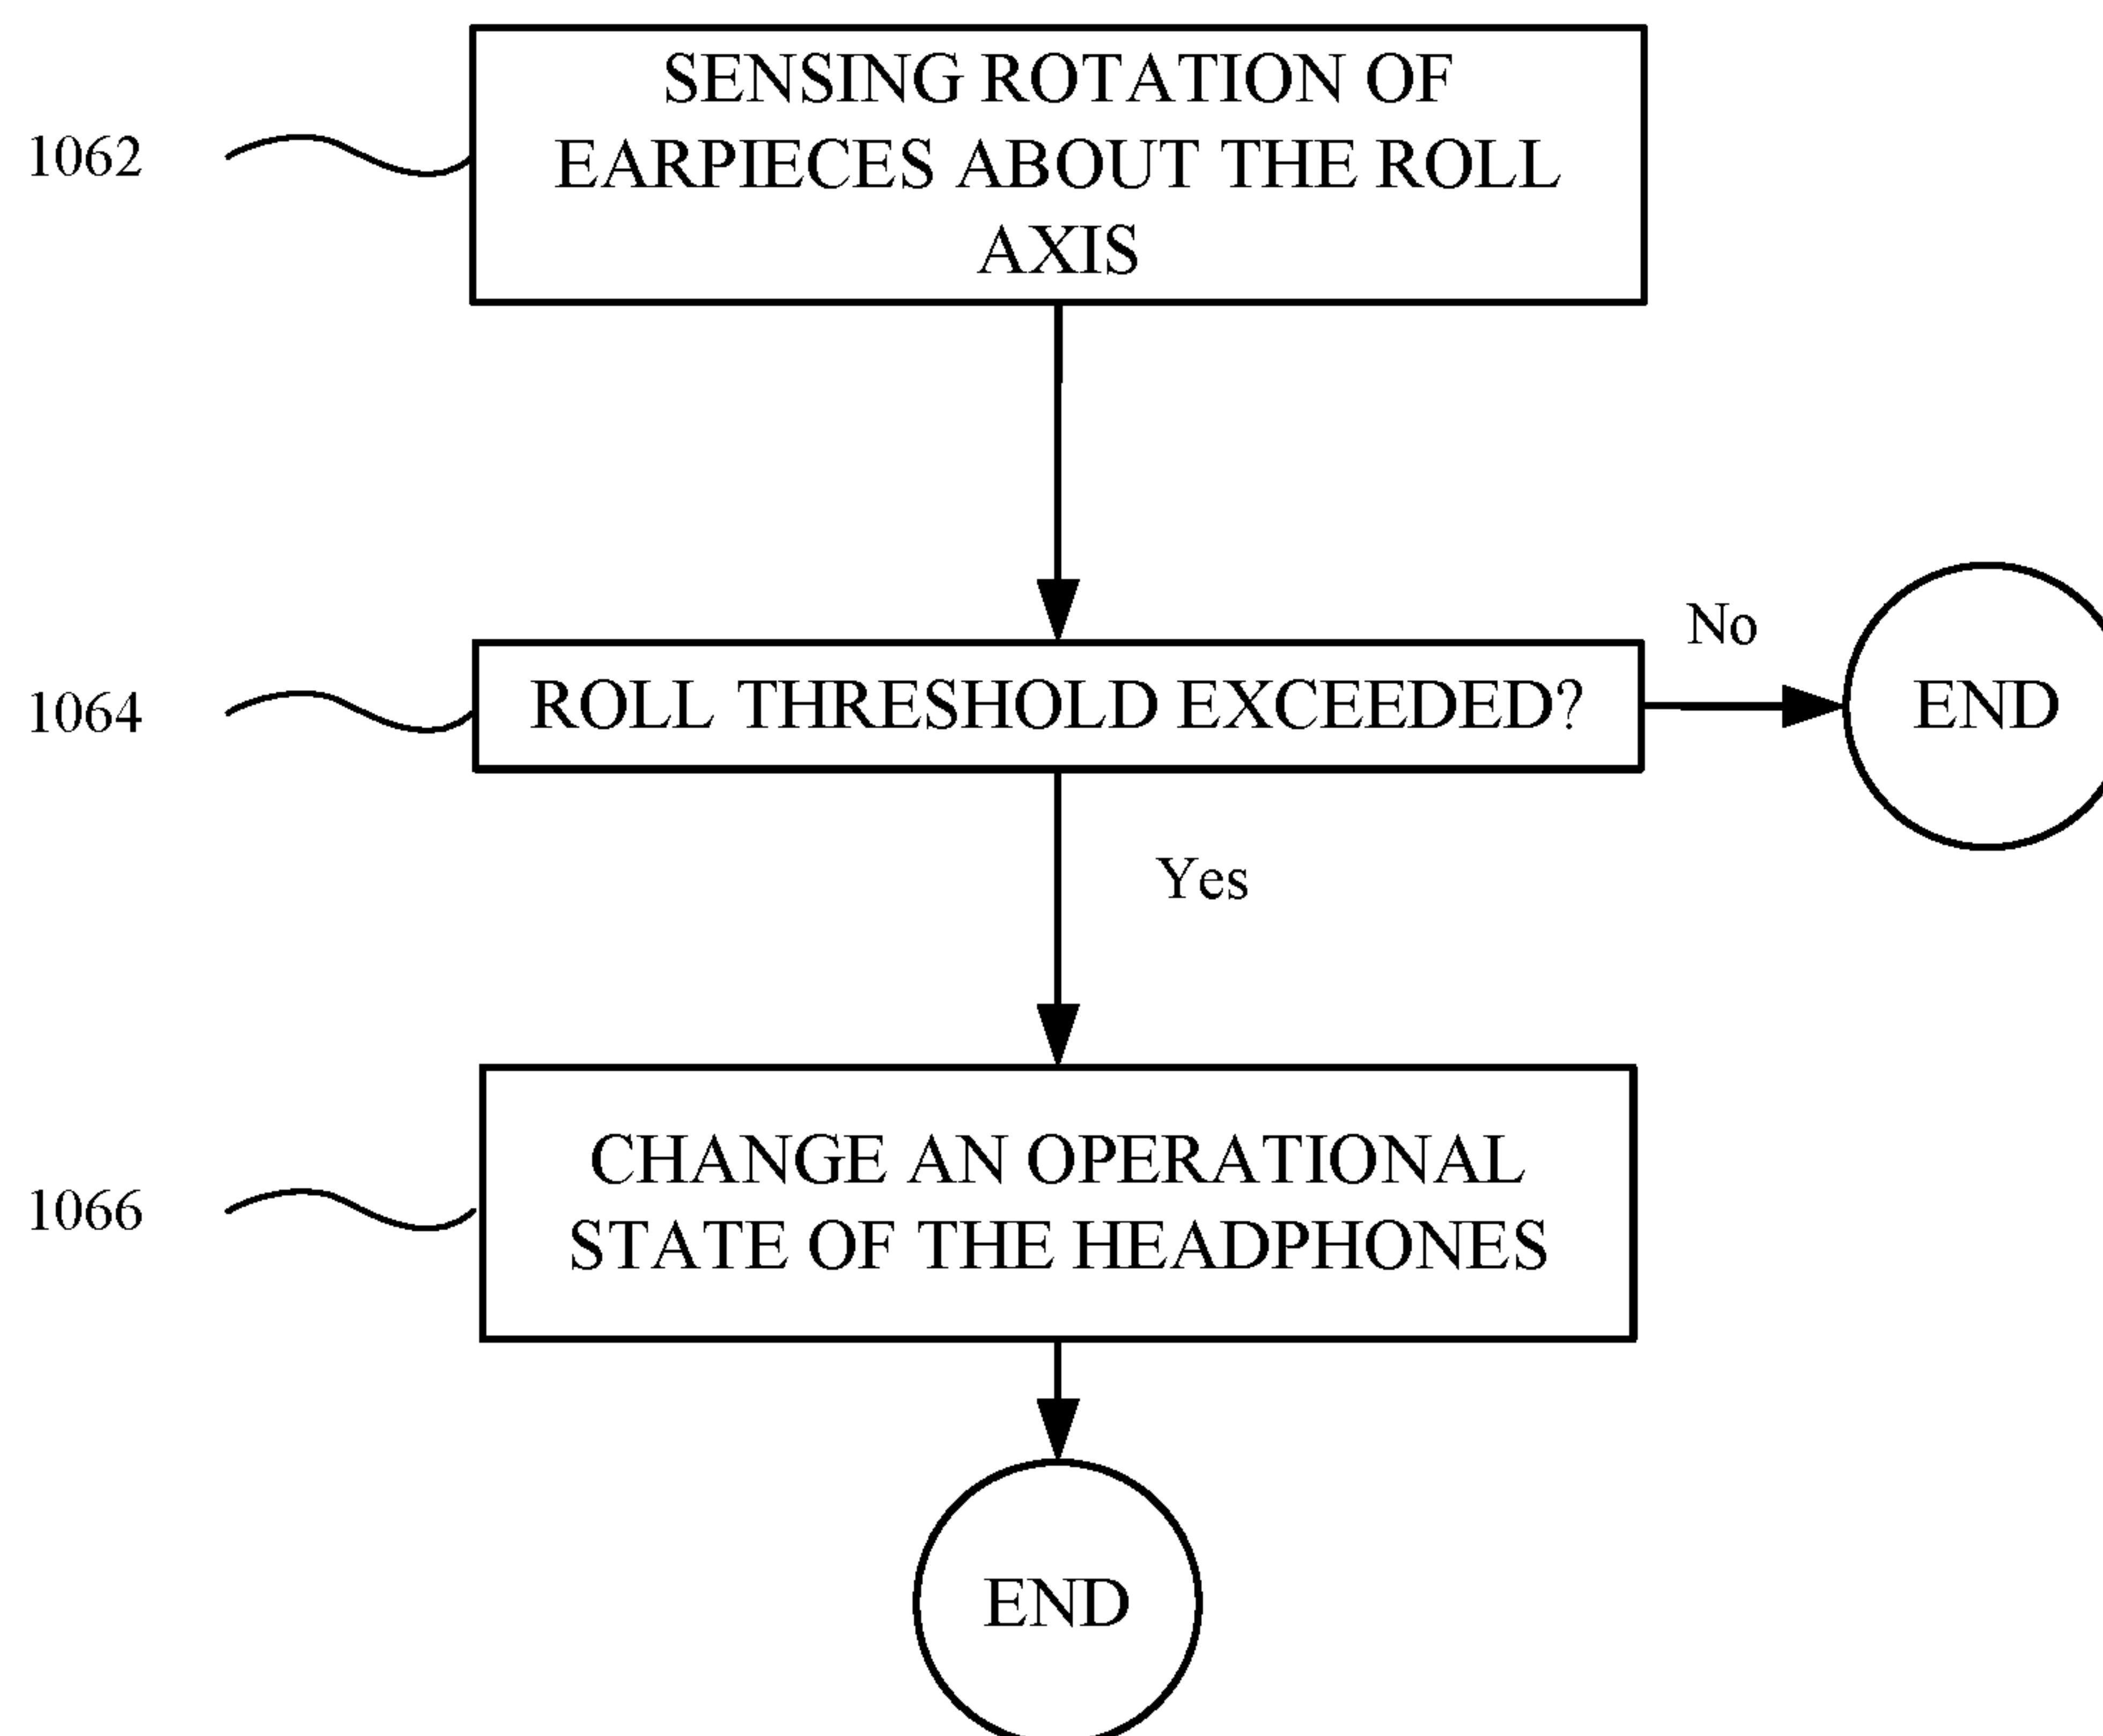 SENSING ROTATION OF
EARPIECES ABOUT THE ROLL
AXIS
1062
No
ROLL THRESHOLD EXCEEDED?
END
1064
Yes
CHANGE AN OPERATIONAL
STATE OF THE HEADPHONES
1066
END